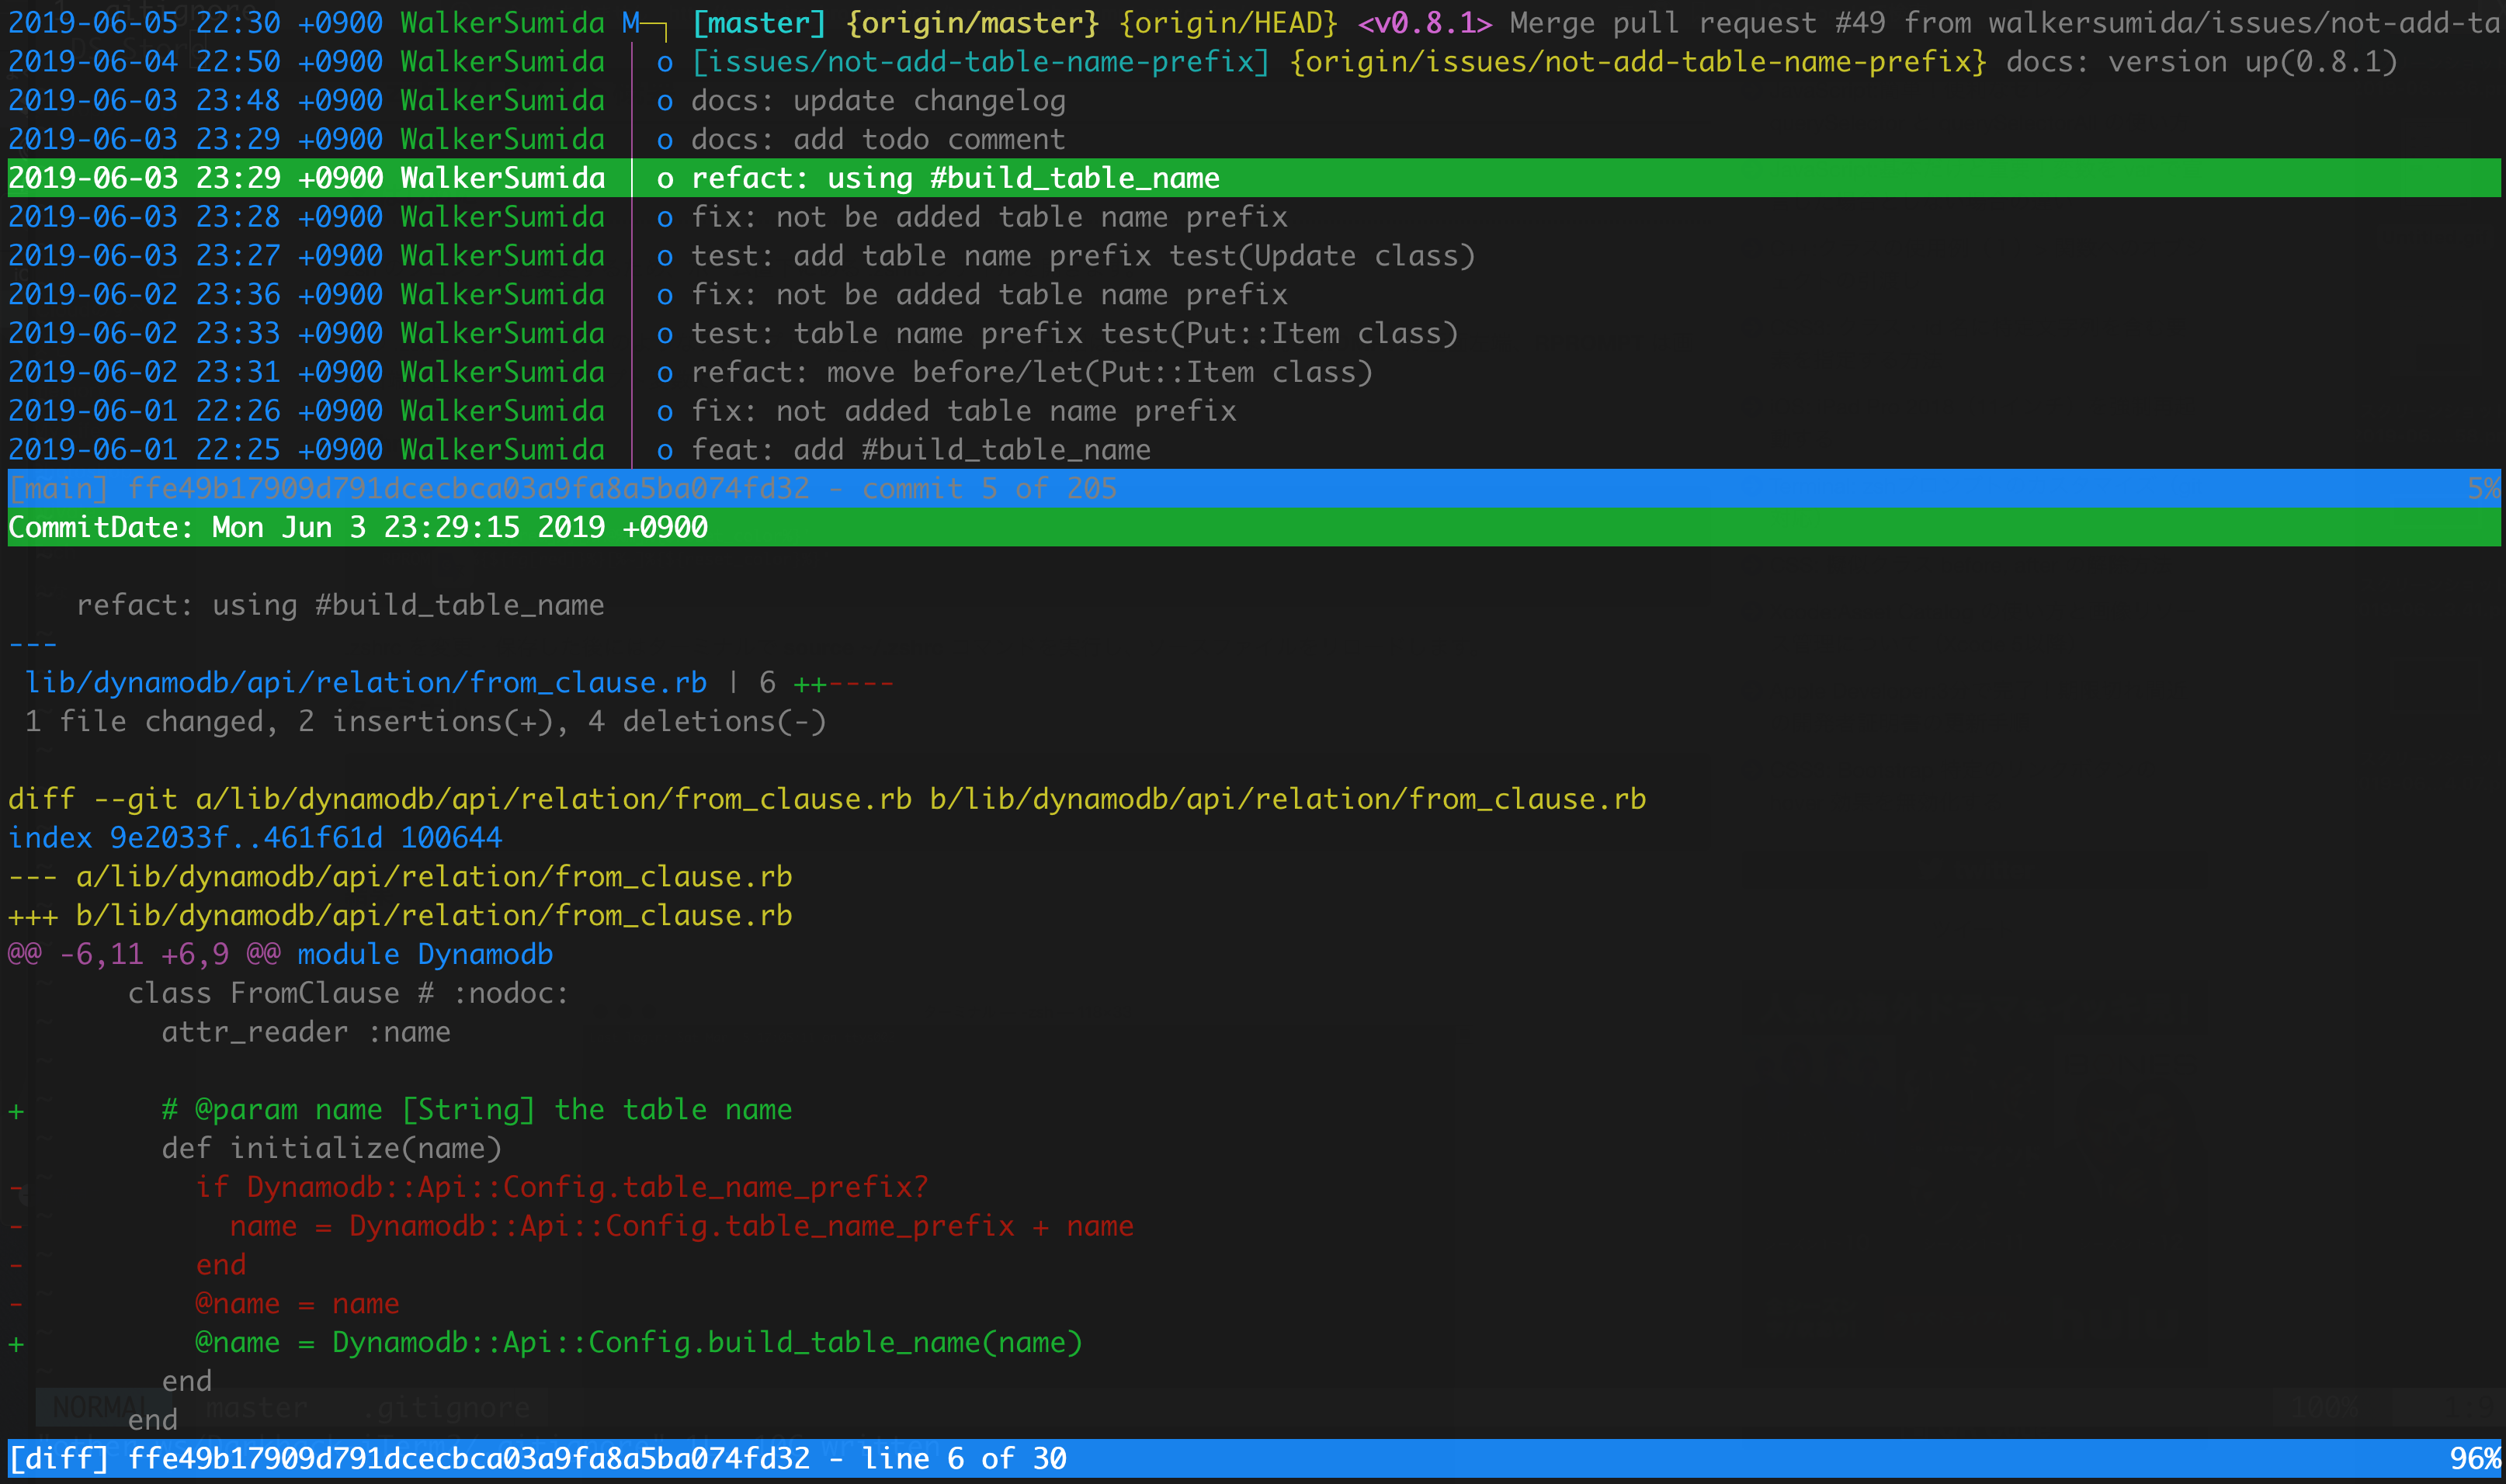 2019-06-05 22:30 +0900 WalkerSumida M─┐ [master] {origin/master} {origin/HEAD} <v0.8.1> Merge pull request #49 from walkersumida/issues/not-add-ta
2019-06-04 22:50 +0900 WalkerSumida │ o [issues/not-add-table-name-prefix] {origin/issues/not-add-table-name-prefix} docs: version up(0.8.1)
2019-06-03 23:48 +0900 WalkerSumida │ o docs: update changelog
2019-06-03 23:29 +0900 WalkerSumida │ o docs: add todo comment
2019-06-03 23:29 +0900 WalkerSumida │ o refact: using #build_table_name
2019-06-03 23:28 +0900 WalkerSumida │ o fix: not be added table name prefix
2019-06-03 23:27 +0900 WalkerSumida │ o test: add table name prefix test(Update class)
2019-06-02 23:36 +0900 WalkerSumida │ o fix: not be added table name prefix
2019-06-02 23:33 +0900 WalkerSumida │ o test: table name prefix test(Put::Item class)
2019-06-02 23:31 +0900 WalkerSumida │ o refact: move before/let(Put::Item class)
2019-06-01 22:26 +0900 WalkerSumida │ o fix: not added table name prefix
2019-06-01 22:25 +0900 WalkerSumida │ o feat: add #build_table_name
[main] ffe49b17909d791dcecbca03a9fa8a5ba074fd32 - commit 5 of 205 5%
CommitDate: Mon Jun 3 23:29:15 2019 +0900
refact: using #build_table_name
---
lib/dynamodb/api/relation/from_clause.rb | 6 ++----
1 file changed, 2 insertions(+), 4 deletions(-)
diff --git a/lib/dynamodb/api/relation/from_clause.rb b/lib/dynamodb/api/relation/from_clause.rb
index 9e2033f..461f61d 100644
--- a/lib/dynamodb/api/relation/from_clause.rb
+++ b/lib/dynamodb/api/relation/from_clause.rb
@@ -6,11 +6,9 @@ module Dynamodb
class FromClause # :nodoc:
attr_reader :name
+ # @param name [String] the table name
def initialize(name)
- if Dynamodb::Api::Config.table_name_prefix?
- name = Dynamodb::Api::Config.table_name_prefix + name
- end
- @name = name
+ @name = Dynamodb::Api::Config.build_table_name(name)
end
NORMAL master .gitignore 100%
end
[diff] ffe49b17909d791dcecbca03a9fa8a5ba074fd32 - line 6 of 30 96%